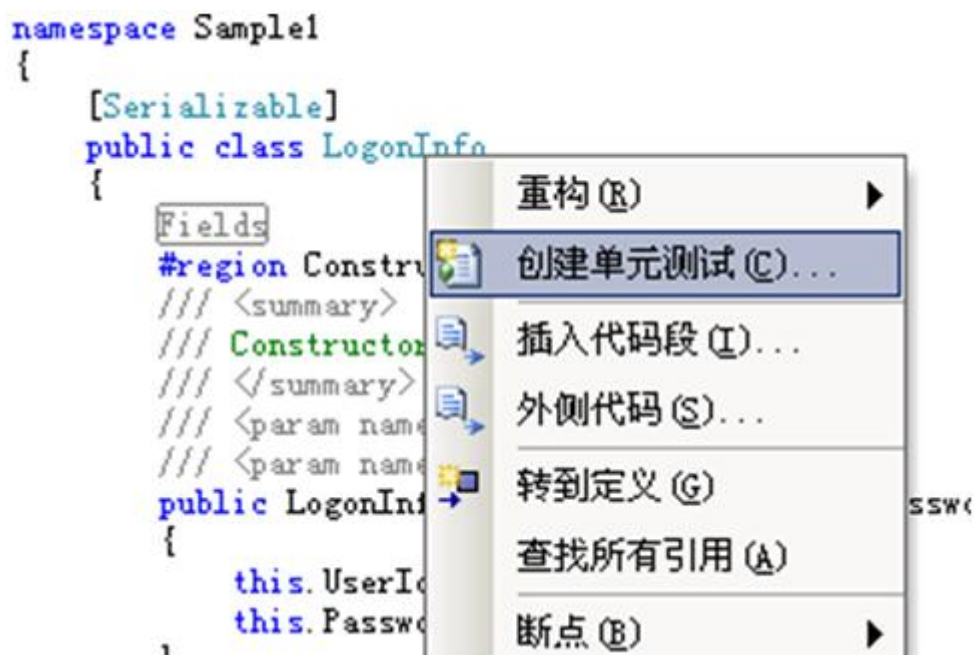 namespace Sample1
{
[Serializable]
public class LogonInfo
{
Fields
#region Constru
/// <summary>
/// Constructor
/// </summary>
/// <param name
/// <param name
public LogonInf
{
this.UserId
this.Passwo
重构(R)
创建单元测试(C)...
插入代码段(I)...
外侧代码(S)...
转到定义(G)
查找所有引用(A)
断点(B)